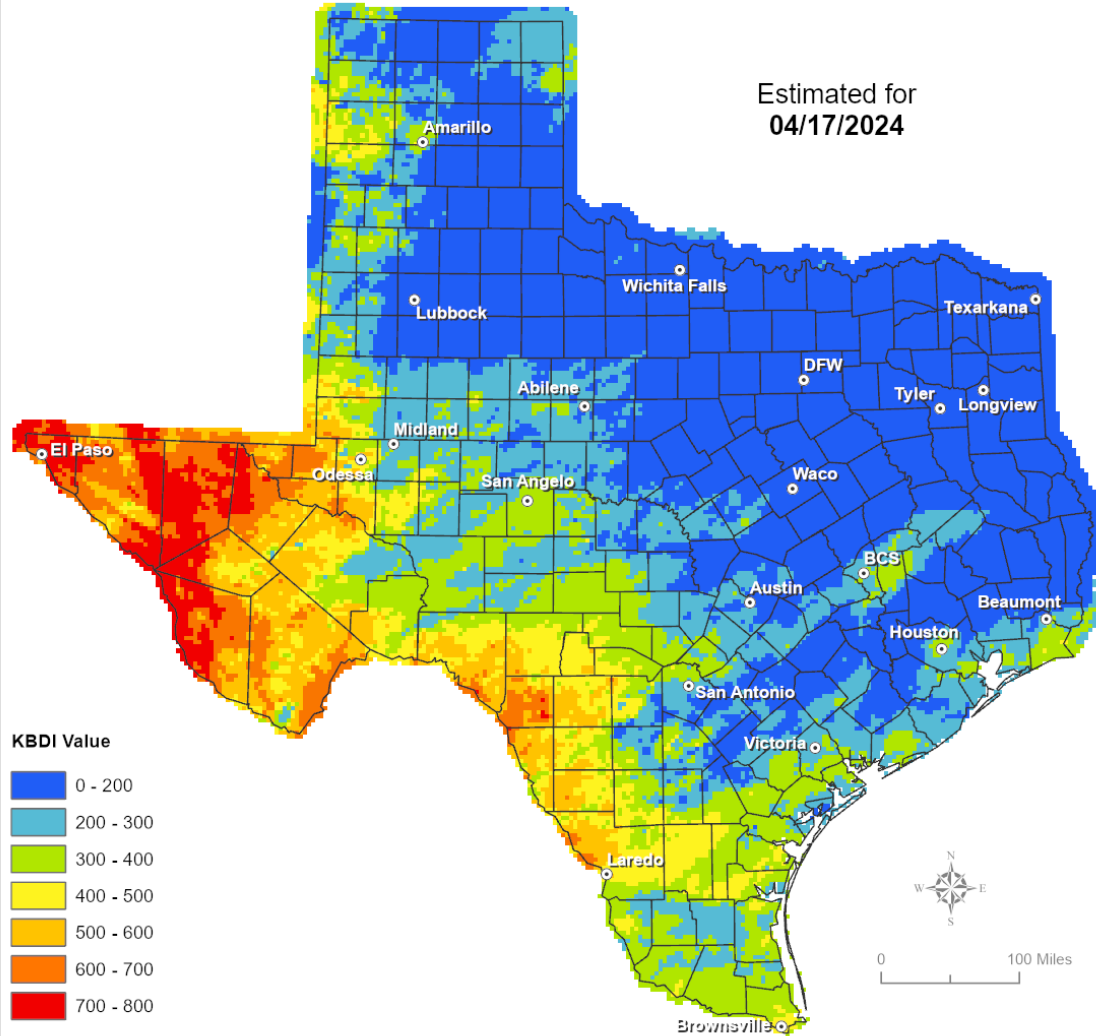 Estimated for
04/17/2024
Amarillo
Wichita Falls
Lubbock
Texarkana
DFW
Abilene
Tyler
Longview
Midland
El Paso
Odessa
San Angelo
Waco
BCS
Austin
Beaumont
Houston
San Antonio
Victoria
Laredo
Brownsville
KBDI Value
0 - 200
200 - 300
300 - 400
400 - 500
500 - 600
600 - 700
700 - 800
N
W E
S
0 100 Miles